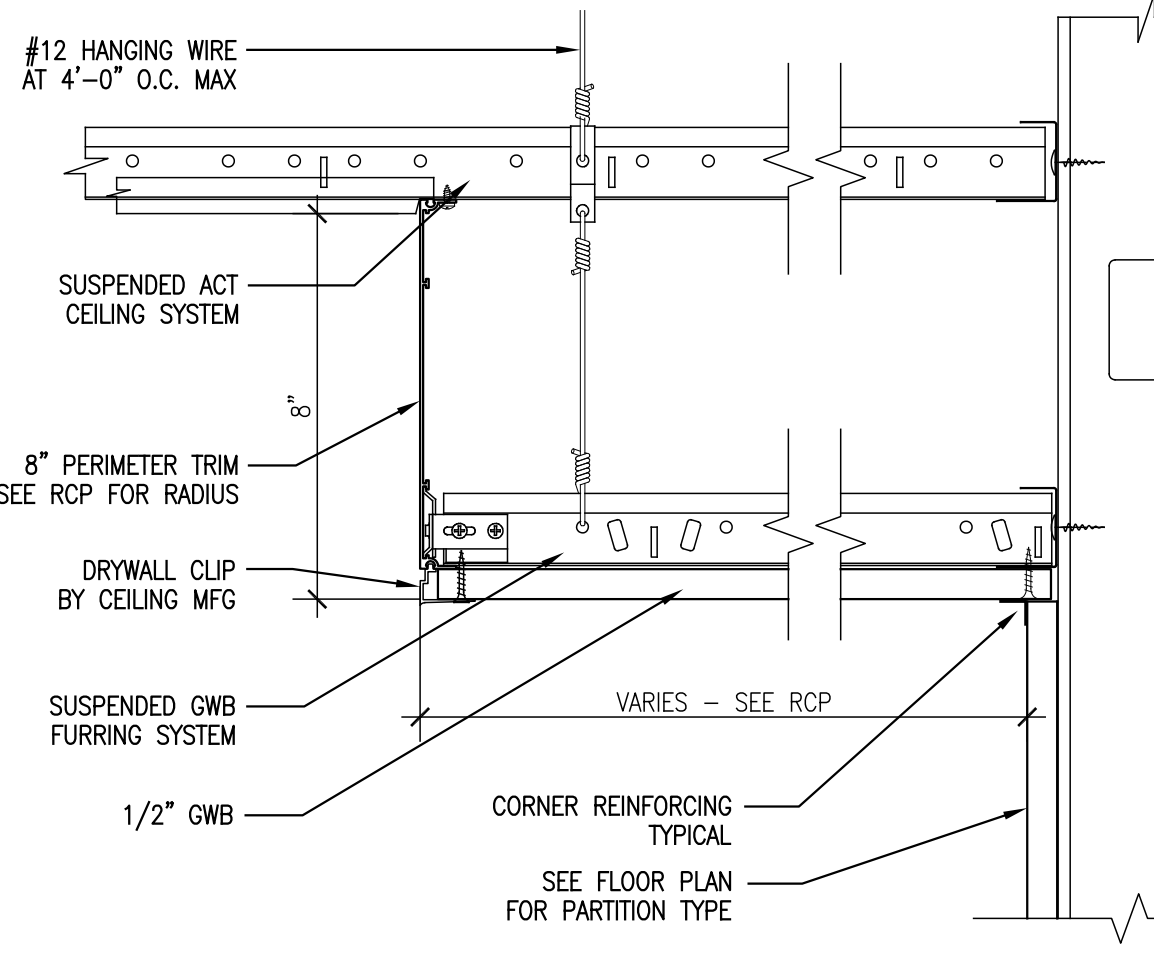 #12 HANGING WIRE
AT 4'-0" O.C. MAX
SUSPENDED ACT
CEILING SYSTEM
8"
8" PERIMETER TRIM
SEE RCP FOR RADIUS
DRYWALL CLIP
BY CEILING MFG
SUSPENDED GWB
FURRING SYSTEM
VARIES - SEE RCP
1/2" GWB
CORNER REINFORCING
TYPICAL
SEE FLOOR PLAN
FOR PARTITION TYPE